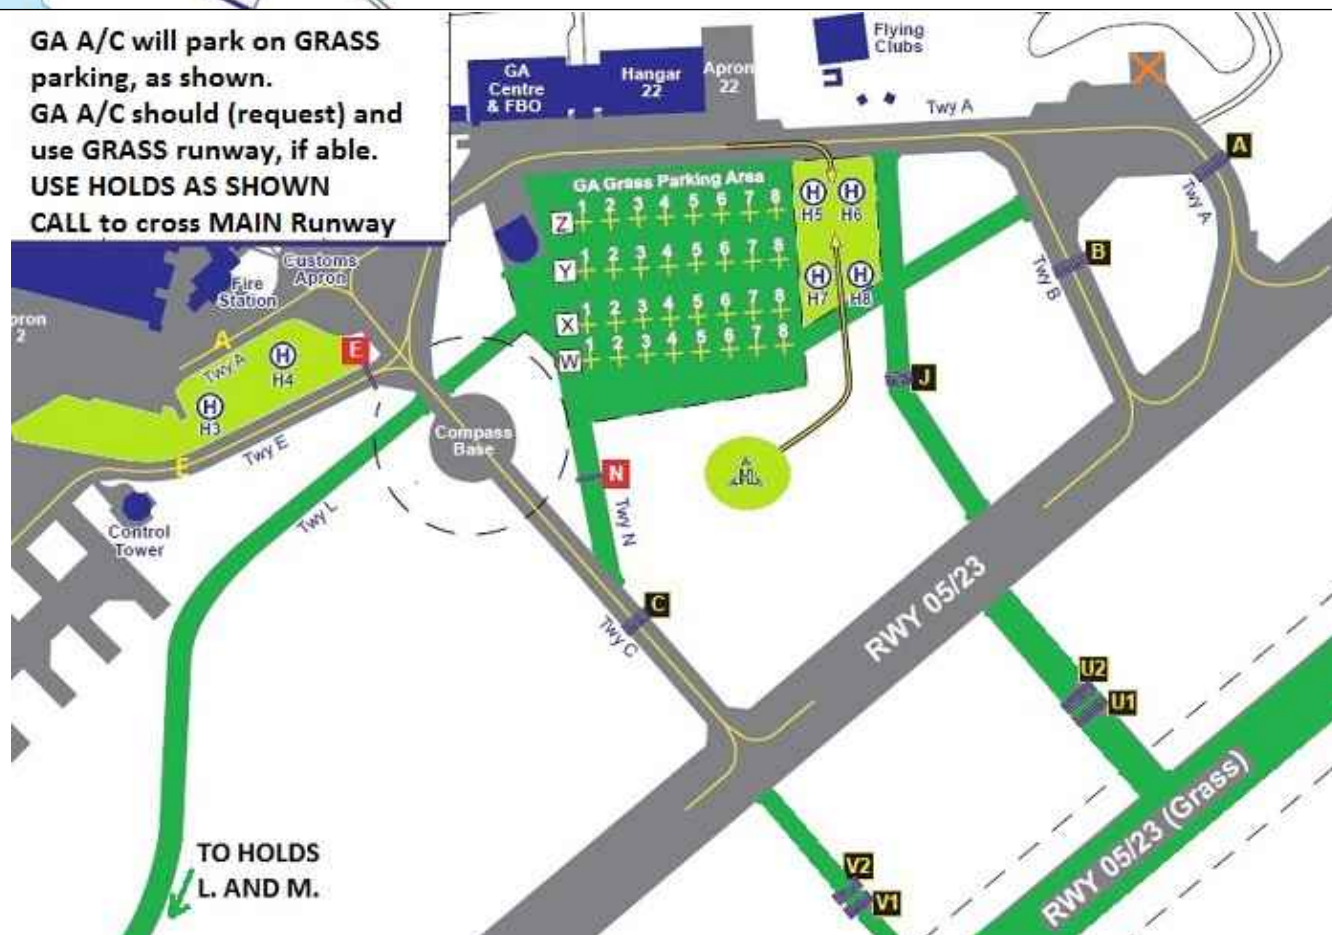 GA A/C will park on GRASS
parking, as shown.
GA A/C should (request) and
use GRASS runway, if able.
USE HOLDS AS SHOWN
CALL to cross MAIN Runway
GA
Centre
& FBO
Hangar
22
Apron
22
Flying
Clubs
Twy A
A
Twy A
B
Twy B
GA Grass Parking Area
Z 1 2 3 4 5 6 7 8
Y 1 2 3 4 5 6 7 8
X 1 2 3 4 5 6 7 8
W 1 2 3 4 5 6 7 8
H H5
H H6
H H7
H H8
Customs
Apron
Fire
Station
2
A
Twy A
E
H H4
H H3
Twy E
E
Control
Tower
Compass
Base
Twy L
J
H
N
Twy N
C
Twy C
RWY 05/23
U2
U1
V2
V1
RWY 05/23 (Grass)
TO HOLDS
L. AND M.